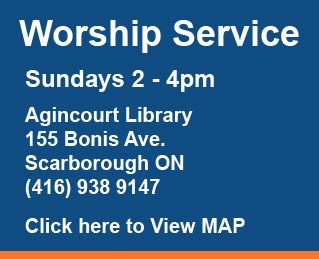 Worship Service
Sundays 2 - 4pm
Agincourt Library
155 Bonis Ave.
Scarborough ON
(416) 938 9147
Click here to View MAP